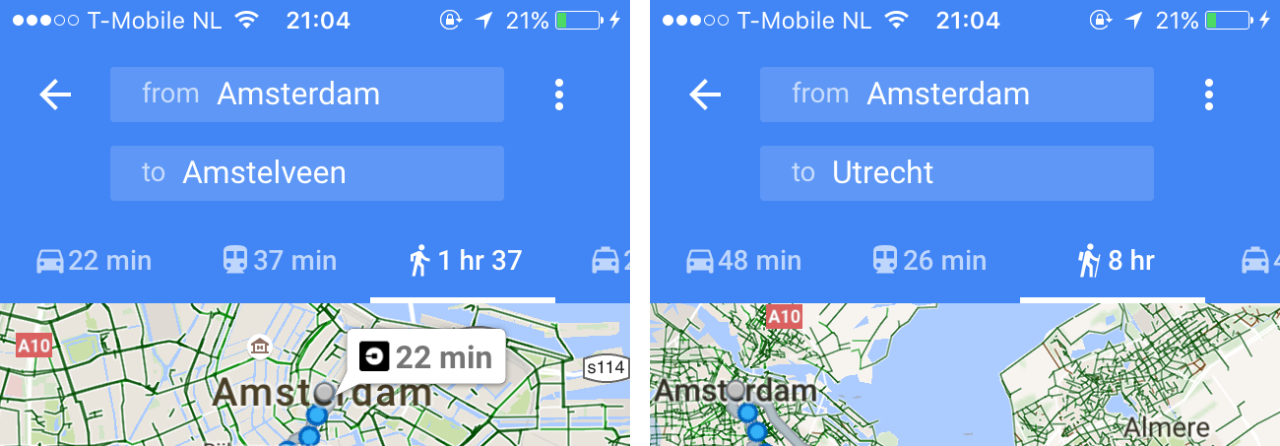 T-Mobile NL 21:04 21%
from Amsterdam
to Amstelveen
22 min 37 min 1 hr 37
A10
22 min
s114
Amsterdam
T-Mobile NL 21:04 21%
from Amsterdam
to Utrecht
48 min 26 min 8 hr
A10
Amsterdam
Almere